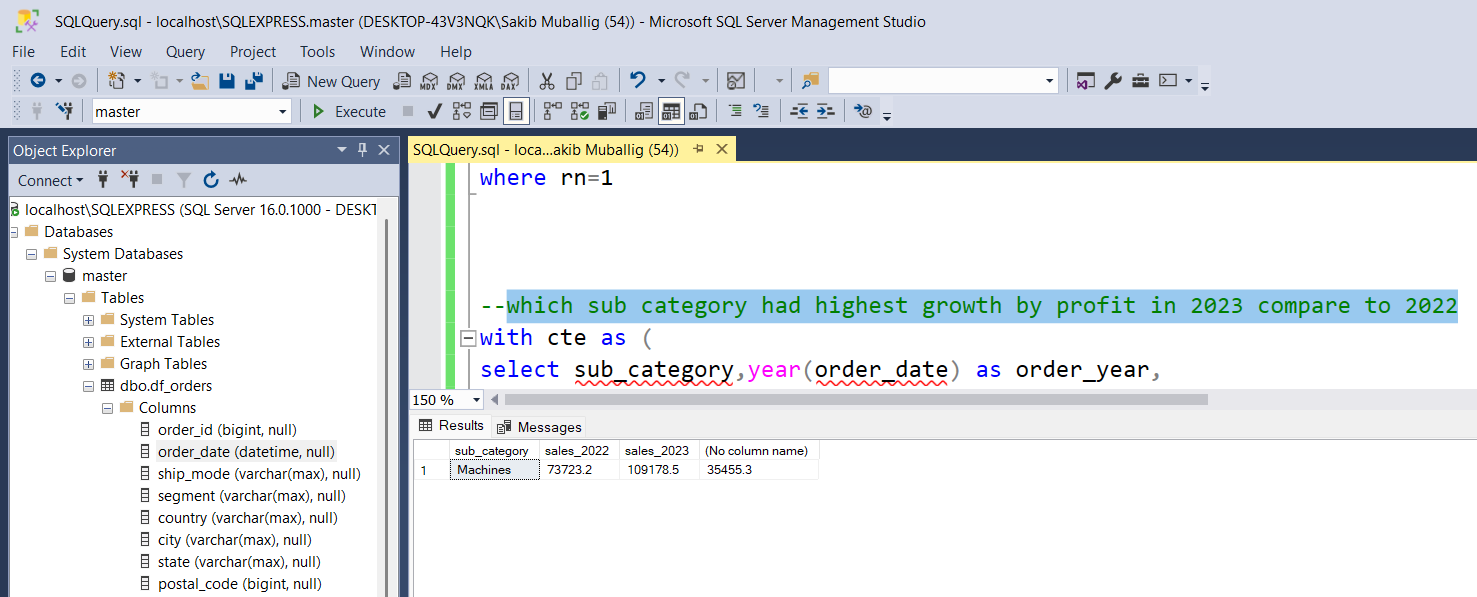 SQLQuery.sql - localhost\SQLEXPRESS.master (DESKTOP-43V3NQK\Sakib Muballig (54)) - Microsoft SQL Server Management Studio
File Edit View Query Project Tools Window Help
New Query MDX DMX XMLA DAX
master Execute
Object Explorer
Connect
localhost\SQLEXPRESS (SQL Server 16.0.1000 - DESKT
Databases
System Databases
master
Tables
System Tables
External Tables
Graph Tables
dbo.df_orders
Columns
order_id (bigint, null)
order_date (datetime, null)
ship_mode (varchar(max), null)
segment (varchar(max), null)
country (varchar(max), null)
city (varchar(max), null)
state (varchar(max), null)
postal_code (bigint, null)
SQLQuery.sql - loca...akib Muballig (54))
where rn=1
--which sub category had highest growth by profit in 2023 compare to 2022
with cte as (
select sub_category,year(order_date) as order_year,
150 %
Results Messages
sub_category sales_2022 sales_2023 (No column name)
1 Machines 73723.2 109178.5 35455.3